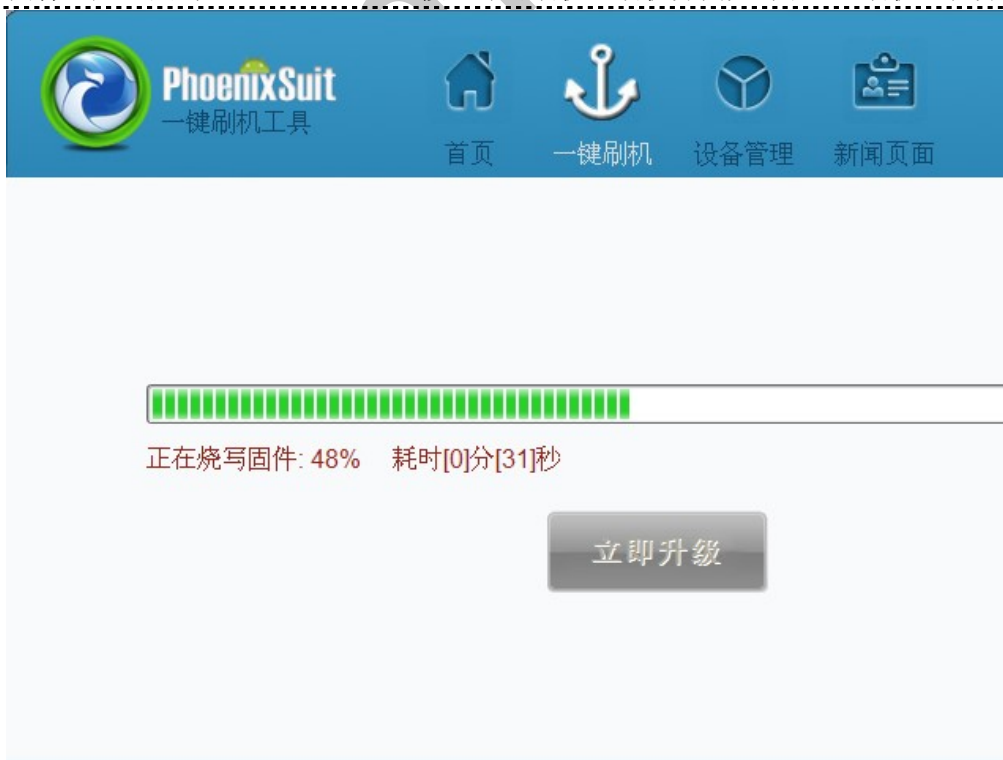 PhoenixSuit
一键刷机工具
首页 一键刷机 设备管理 新闻页面
正在烧写固件: 48% 耗时[0]分[31]秒
立即升级